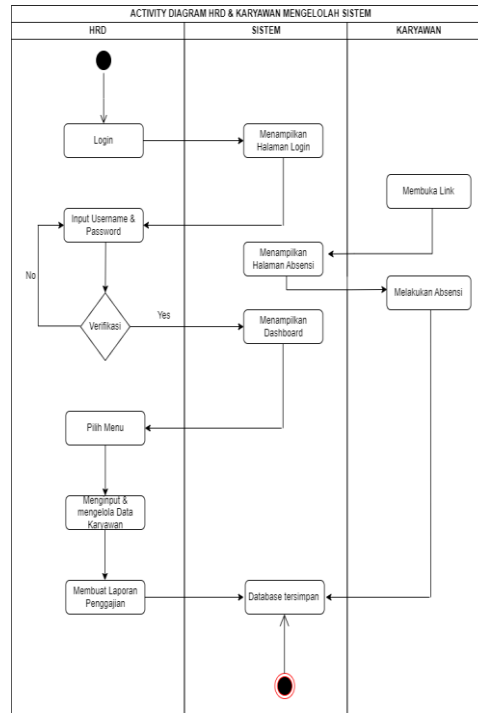 ACTIVITY DIAGRAM HRD & KARYAWAN MENGELOLAH SISTEM
HRD
SISTEM
KARYAWAN
Login
Menampilkan
Halaman Login
Membuka Link
Input Username &
Password
Menampilkan
Halaman Absensi
No
Melakukan Absensi
Verifikasi
Yes
Menampilkan
Dashboard
Pilih Menu
Menginput &
mengelola Data
Karyawan
Membuat Laporan
Penggajian
Database tersimpan